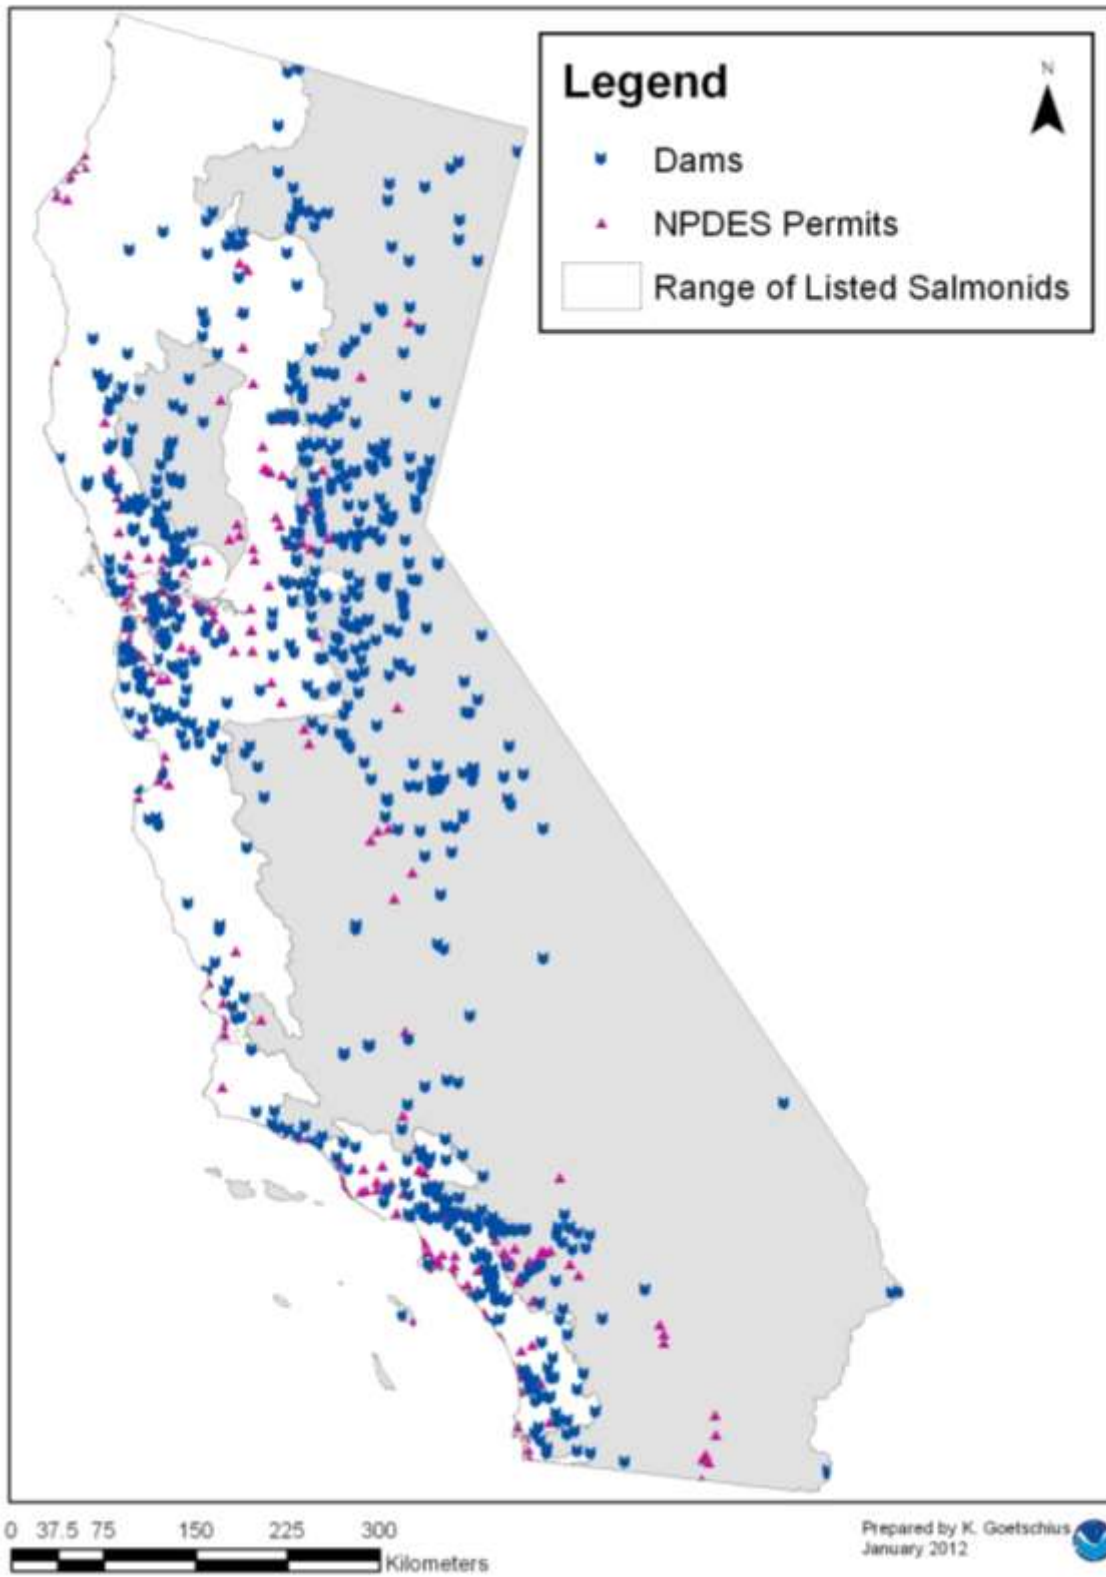 Legend
N
Dams
NPDES Permits
Range of Listed Salmonids
0 37.5 75 150 225 300
Kilometers
Prepared by K. Goetschius
January 2012